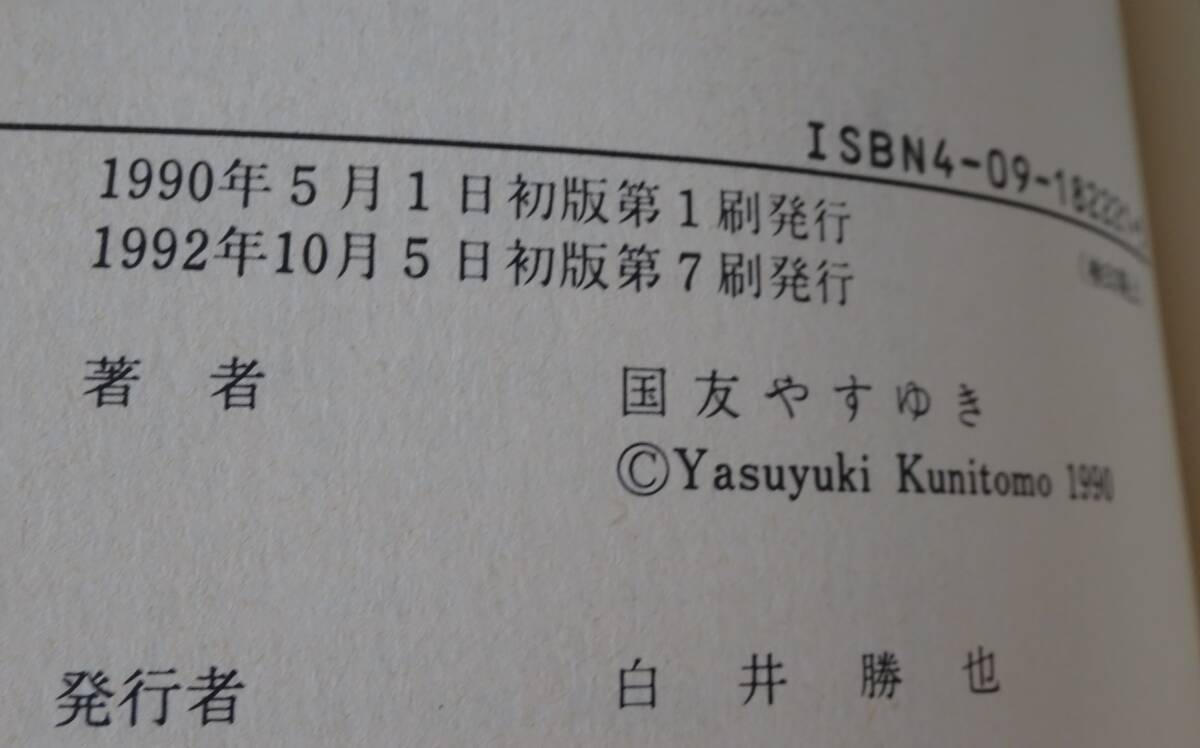 ISBN4-09-18222
1990年5月1日初版第1刷発行
1992年10月5日初版第7刷発行
著者 国友やすゆき
©Yasuyuki Kunitomo 1990
発行者 白井勝也